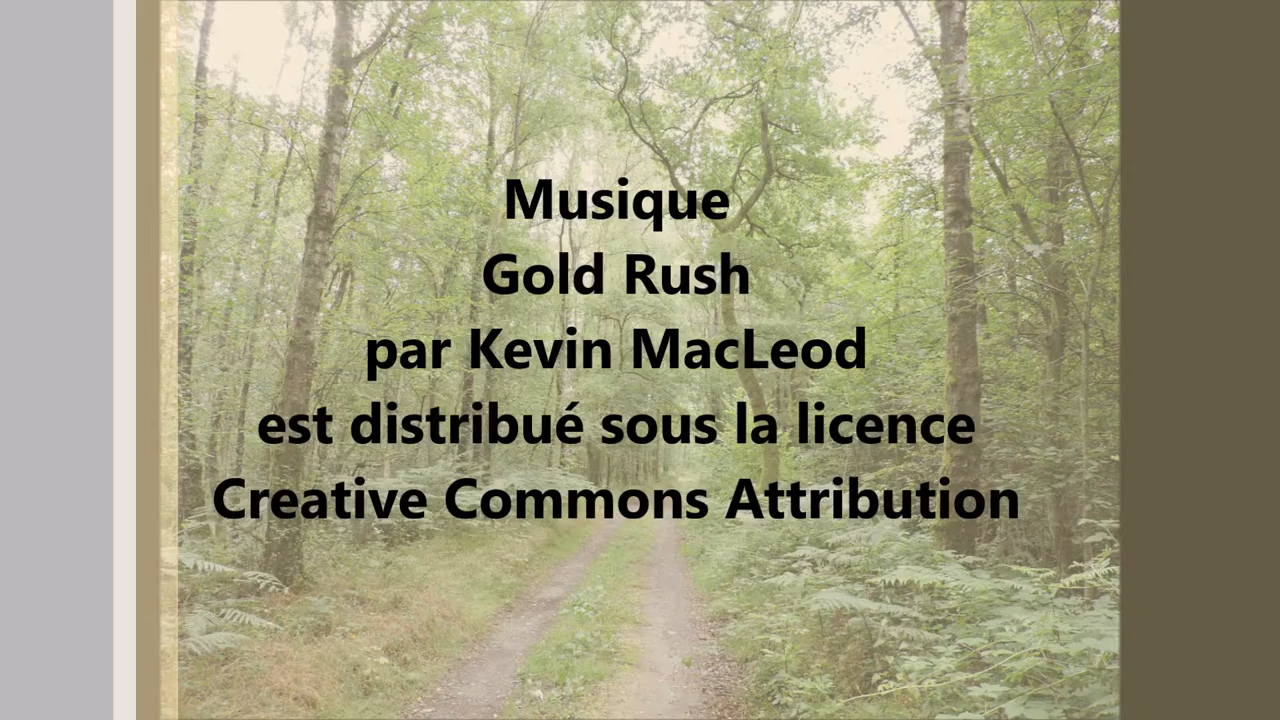 Musique
Gold Rush
par Kevin MacLeod
est distribué sous la licence
Creative Commons Attribution